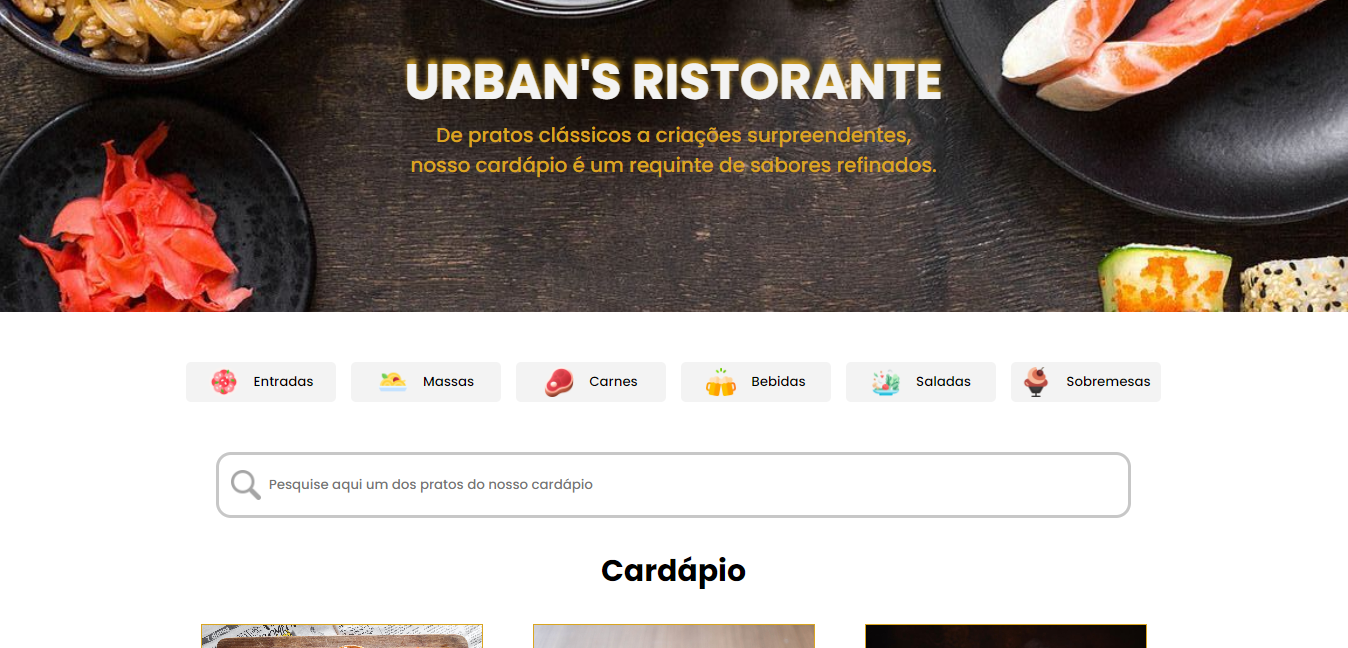 URBAN'S RISTORANTE
De pratos clássicos a criações surpreendentes,
nosso cardápio é um requinte de sabores refinados.
Entradas
Massas
Carnes
Bebidas
Saladas
Sobremesas
Pesquise aqui um dos pratos do nosso cardápio
Cardápio